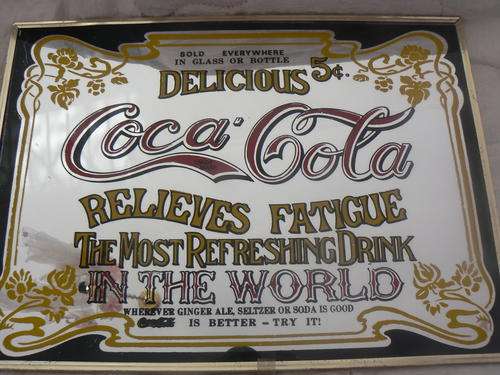 SOLD EVERYWHERE
IN GLASS OR BOTTLE
DELICIOUS 5¢.
Coca-Cola
RELIEVES FATIGUE
THE MOST REFRESHING DRINK
IN THE WORLD
WHEREVER GINGER ALE, SELTZER OR SODA IS GOOD
Coca-Cola IS BETTER - TRY IT!